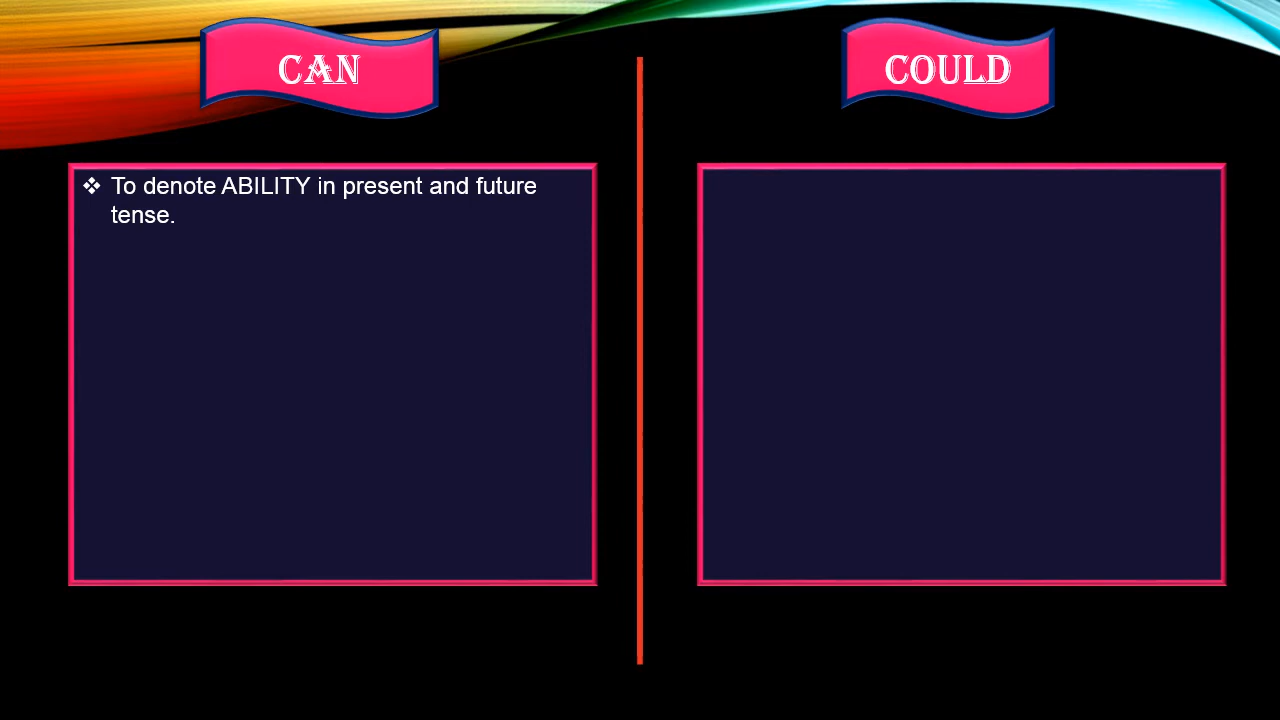 CAN
COULD
❖ To denote ABILITY in present and future
tense.